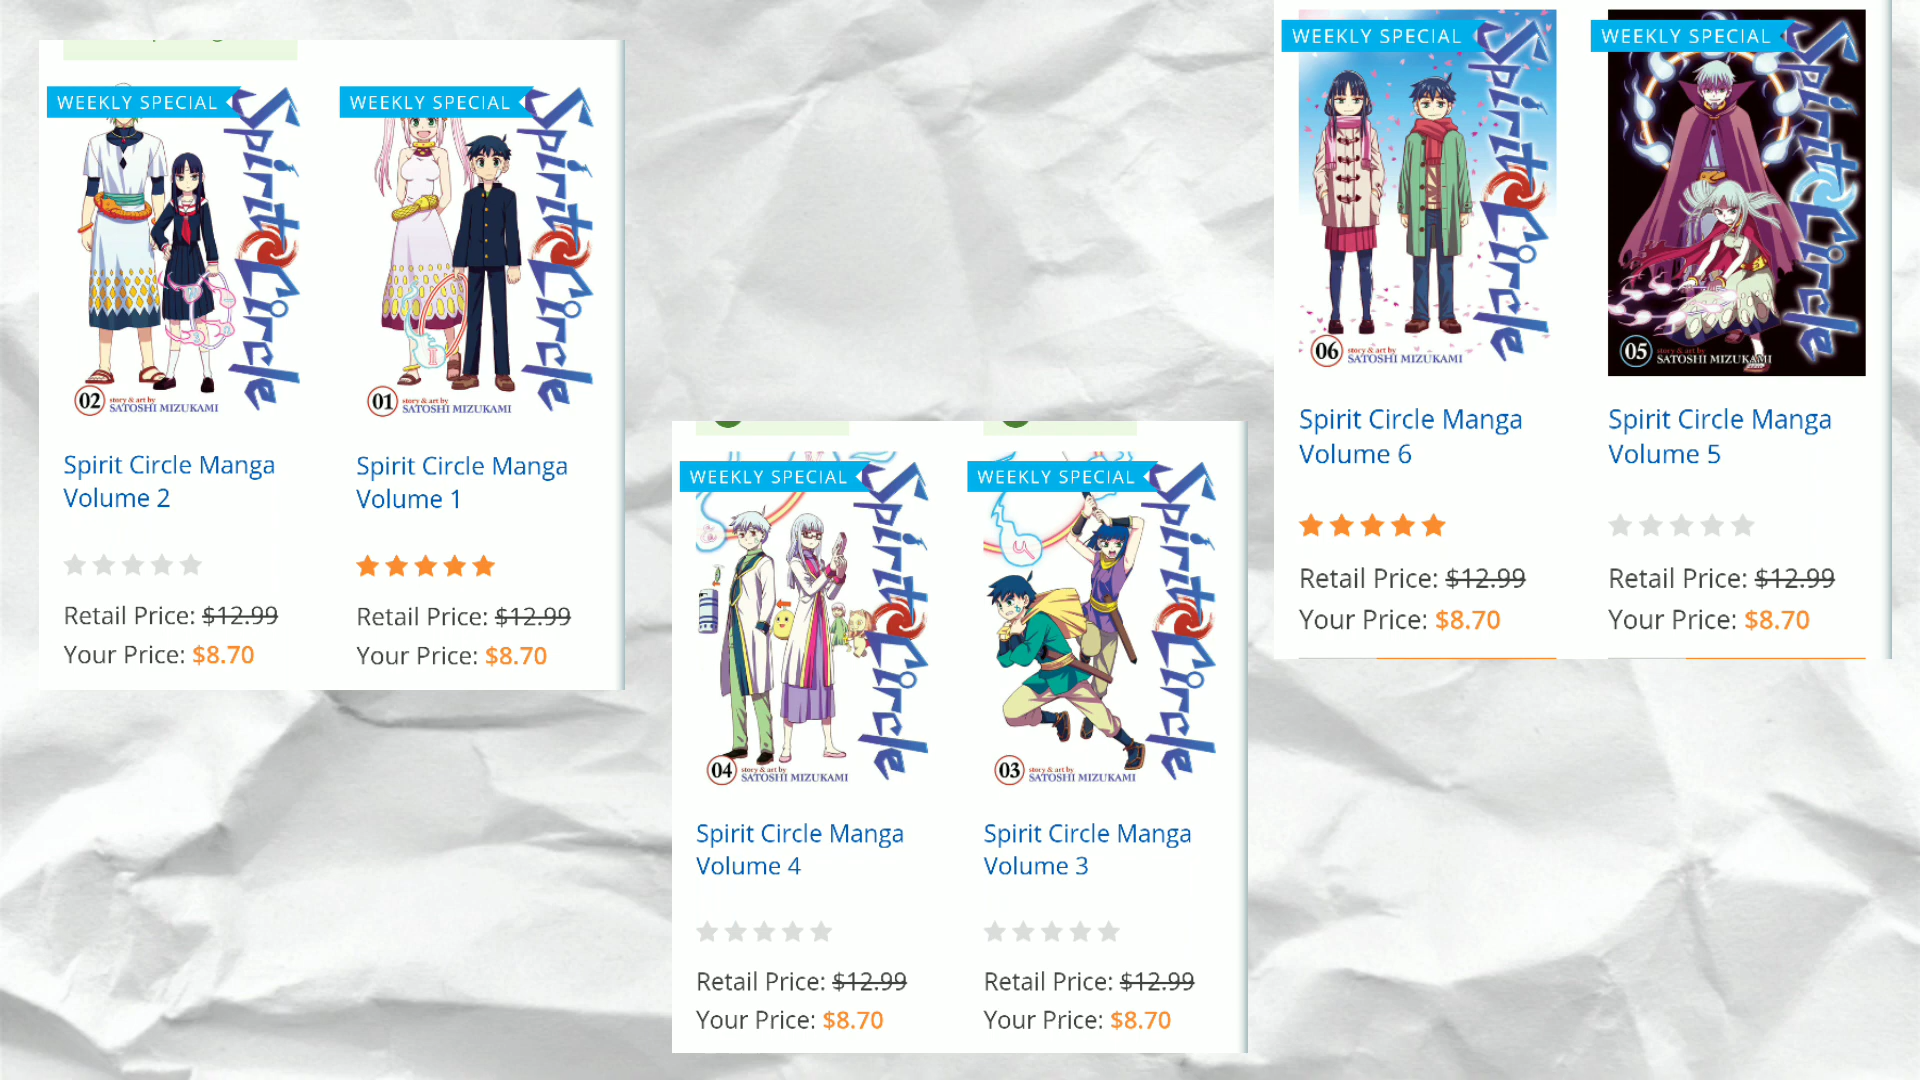 WEEKLY SPECIAL
Spirit Circle
02
story & art by
SATOSHI MIZUKAMI
Spirit Circle Manga
Volume 2
Retail Price: $12.99
Your Price: $8.70
WEEKLY SPECIAL
Spirit Circle
01
story & art by
SATOSHI MIZUKAMI
Spirit Circle Manga
Volume 1
Retail Price: $12.99
Your Price: $8.70
WEEKLY SPECIAL
Spirit Circle
04
story & art by
SATOSHI MIZUKAMI
Spirit Circle Manga
Volume 4
Retail Price: $12.99
Your Price: $8.70
WEEKLY SPECIAL
Spirit Circle
03
story & art by
SATOSHI MIZUKAMI
Spirit Circle Manga
Volume 3
Retail Price: $12.99
Your Price: $8.70
WEEKLY SPECIAL
Spirit Circle
06
story & art by
SATOSHI MIZUKAMI
Spirit Circle Manga
Volume 6
Retail Price: $12.99
Your Price: $8.70
WEEKLY SPECIAL
Spirit Circle
05
story & art by
SATOSHI MIZUKAMI
Spirit Circle Manga
Volume 5
Retail Price: $12.99
Your Price: $8.70